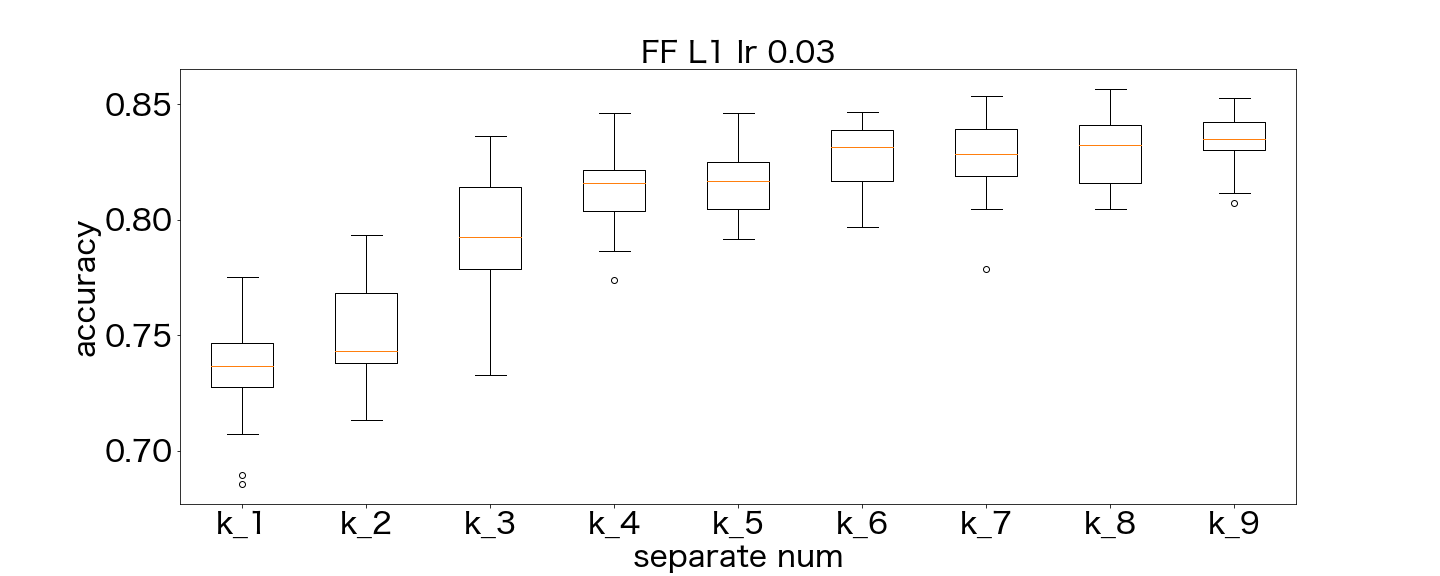 FF L1 lr 0.03
0.85
0.80
0.75
0.70
accuracy
k_1 k_2 k_3 k_4 k_5 k_6 k_7 k_8 k_9
separate num